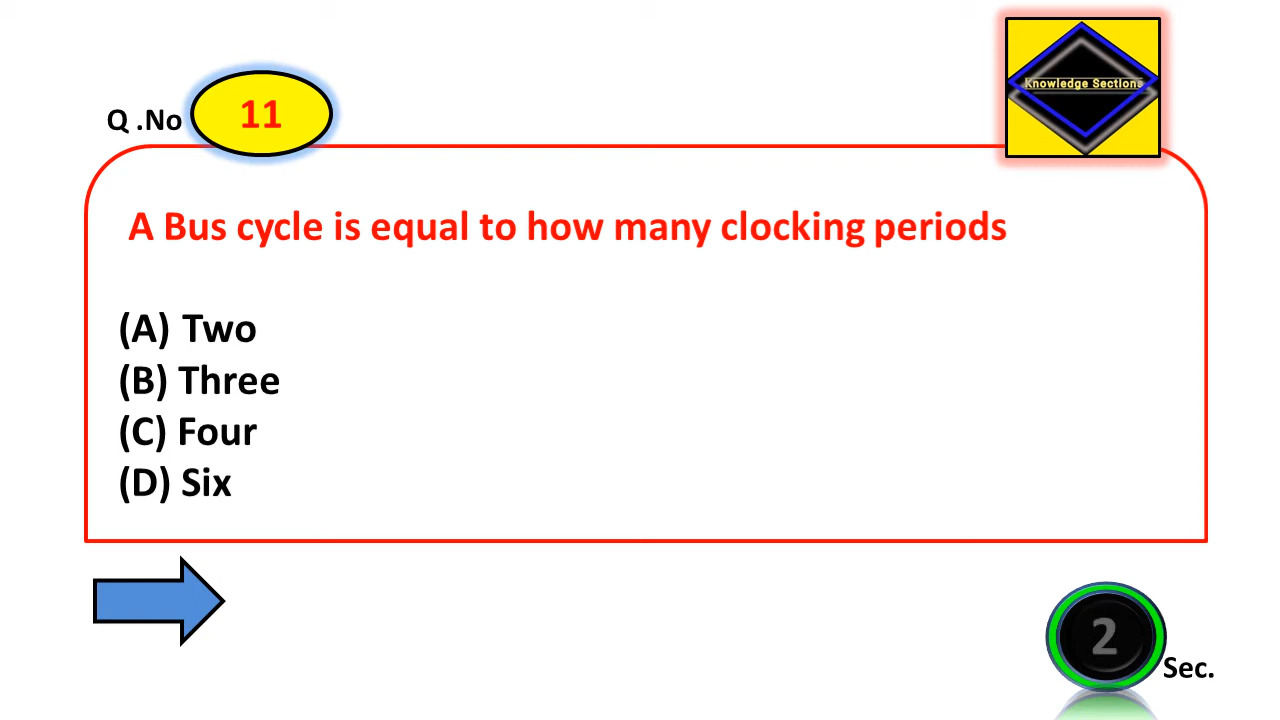 Knowledge Sections
Q .No 11
A Bus cycle is equal to how many clocking periods
(A) Two
(B) Three
(C) Four
(D) Six
2
Sec.